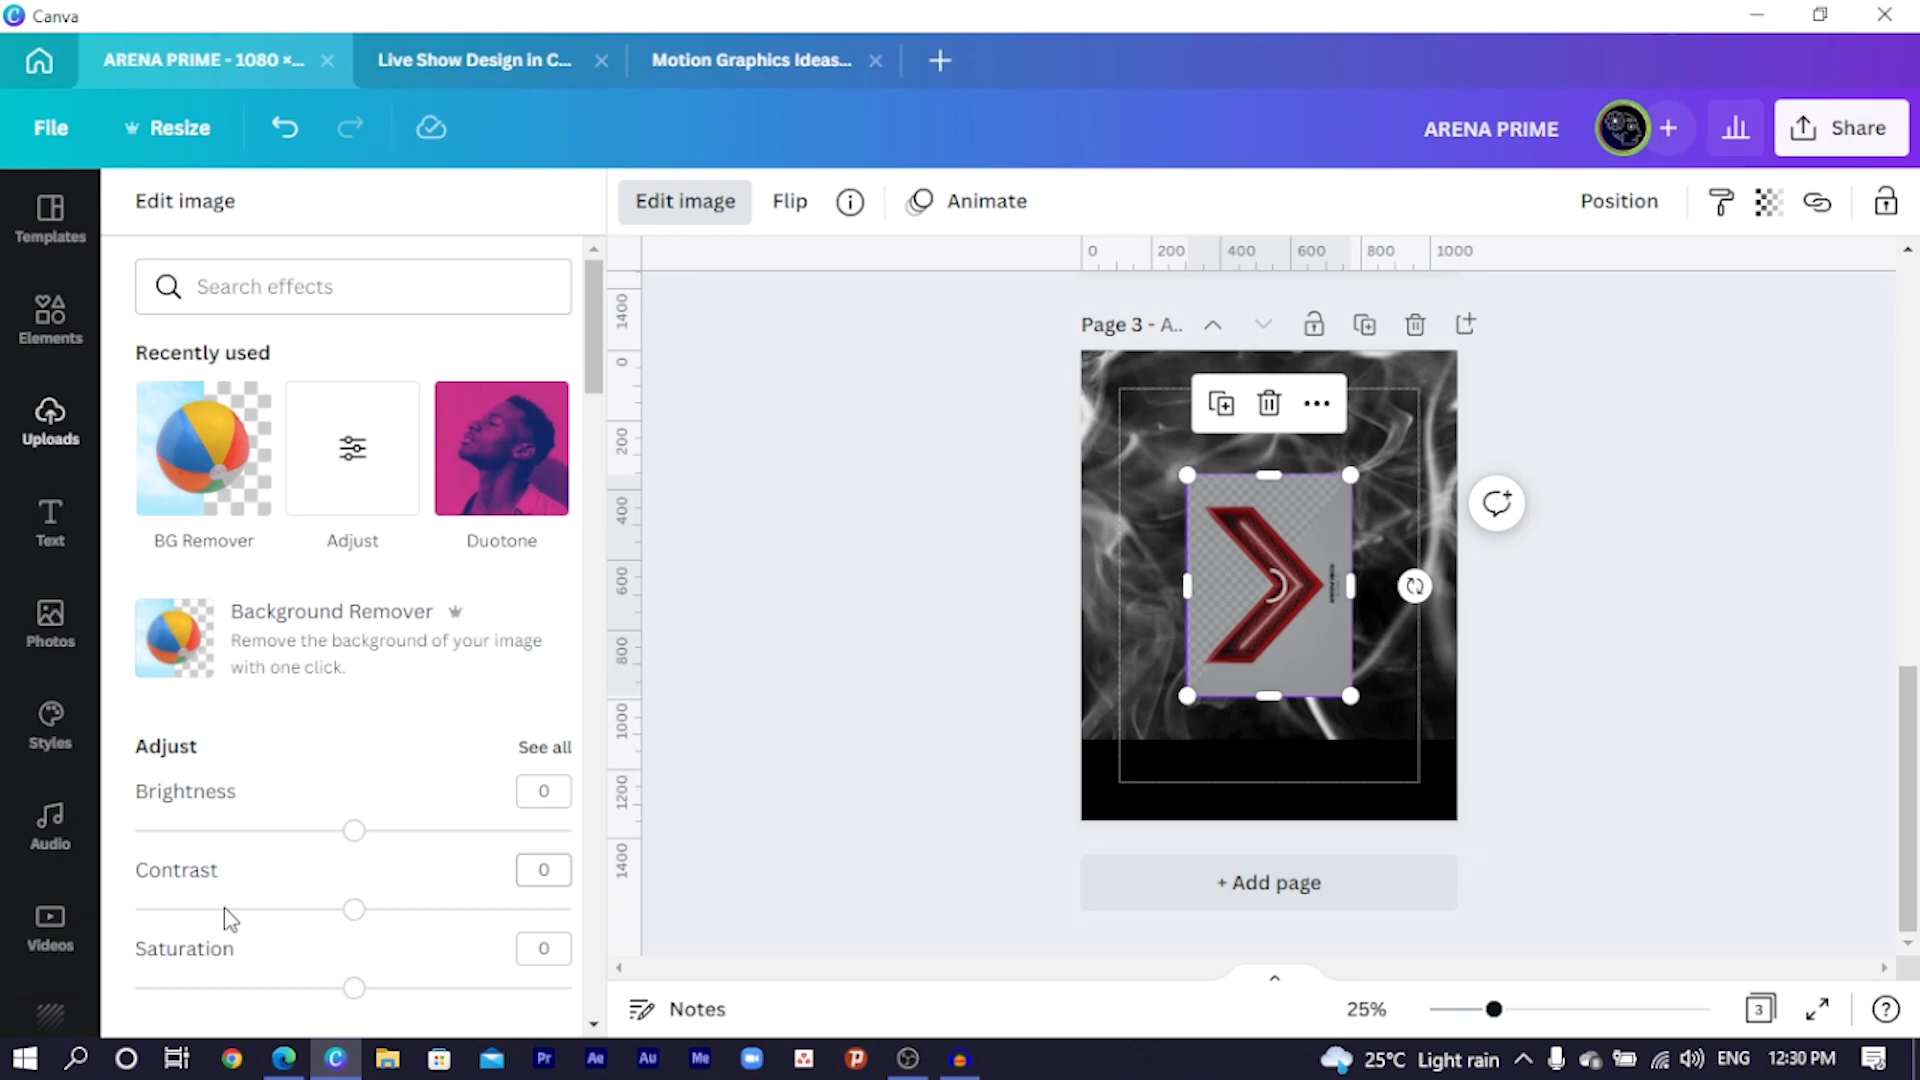 Canva
ARENA PRIME - 1080 ×...
Live Show Design in C...
Motion Graphics Ideas...
File
Resize
ARENA PRIME
Share
Templates
Elements
Uploads
Text
Photos
Styles
Audio
Videos
Edit image
Search effects
Recently used
BG Remover
Adjust
Duotone
Background Remover
Remove the background of your image
with one click.
Adjust
See all
Brightness
0
Contrast
0
Saturation
0
Edit image
Flip
Animate
Position
0
200
400
600
800
1000
1400
0
200
400
600
800
1000
1200
1400
Page 3 - A..
+ Add page
Notes
25%
3
Pr
Ae
Au
Me
25°C Light rain
ENG
12:30 PM